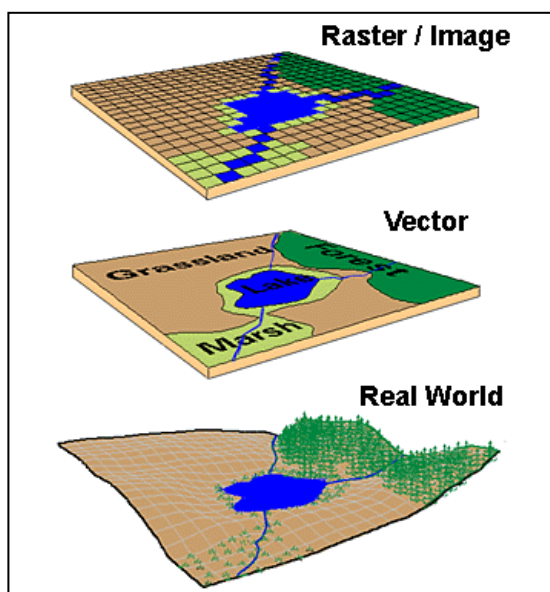 Raster / Image
Vector
Grassland
Forest
Lake
Marsh
Real World